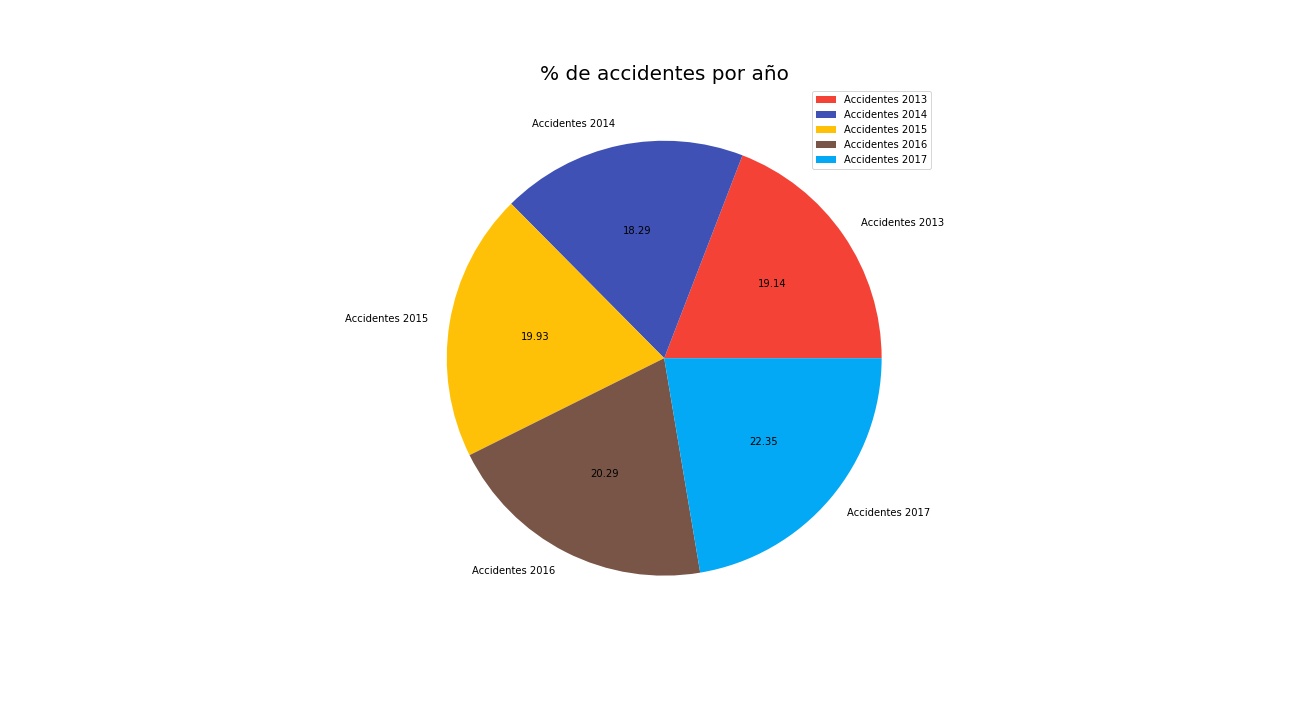 % de accidentes por año
Accidentes 2013
Accidentes 2014
Accidentes 2015
Accidentes 2016
Accidentes 2017
Accidentes 2014
Accidentes 2013
18.29
19.14
Accidentes 2015
19.93
22.35
20.29
Accidentes 2017
Accidentes 2016